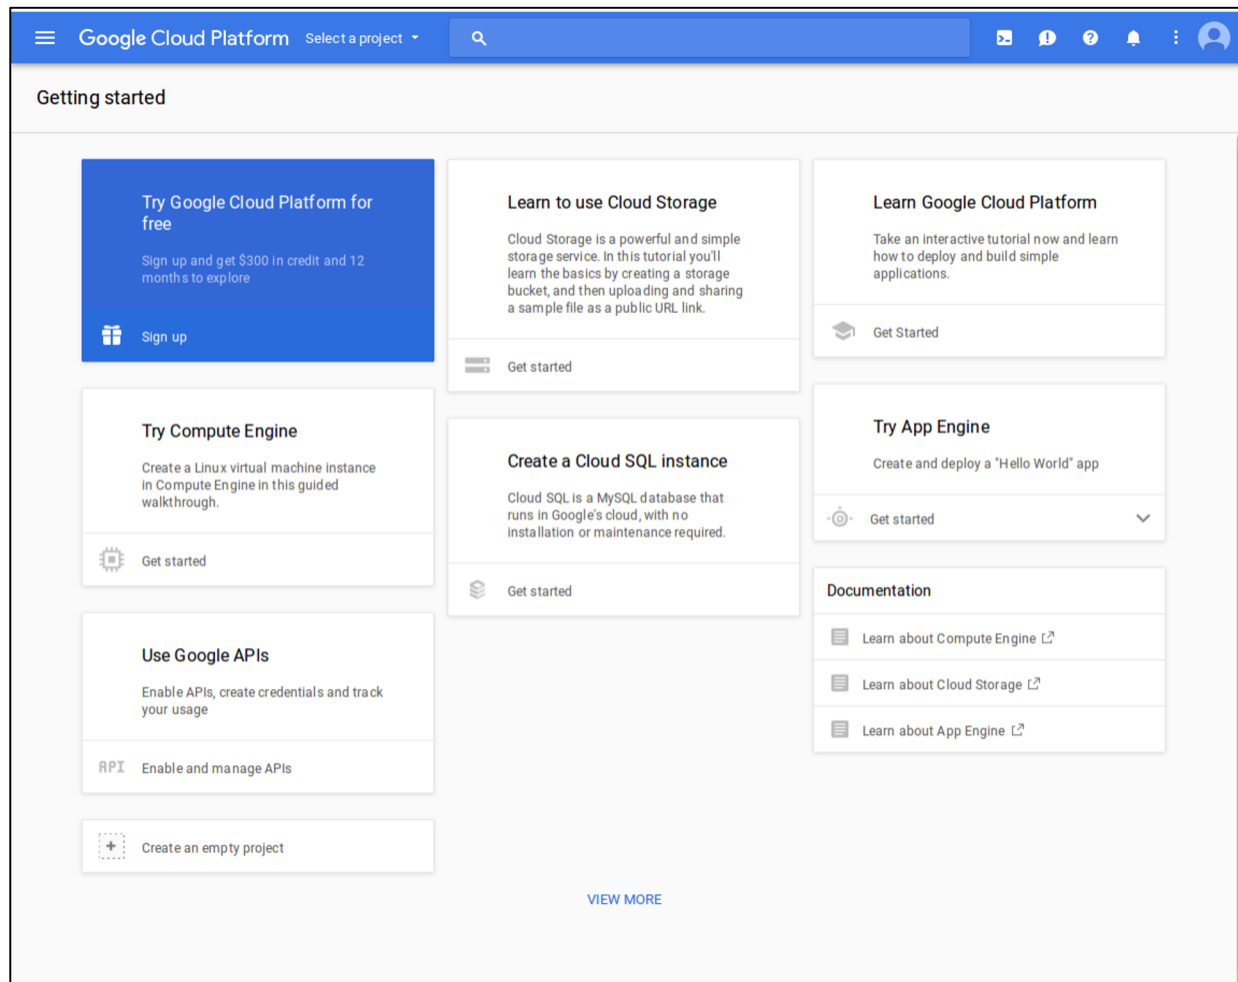 Google Cloud Platform Select a project
Getting started
Try Google Cloud Platform for
free
Sign up and get $300 in credit and 12
months to explore
Sign up
Try Compute Engine
Create a Linux virtual machine instance
in Compute Engine in this guided
walkthrough.
Get started
Use Google APIs
Enable APIs, create credentials and track
your usage
API Enable and manage APIs
Create an empty project
Learn to use Cloud Storage
Cloud Storage is a powerful and simple
storage service. In this tutorial you'll
learn the basics by creating a storage
bucket, and then uploading and sharing
a sample file as a public URL link.
Get started
Create a Cloud SQL instance
Cloud SQL is a MySQL database that
runs in Google's cloud, with no
installation or maintenance required.
Get started
Learn Google Cloud Platform
Take an interactive tutorial now and learn
how to deploy and build simple
applications.
Get Started
Try App Engine
Create and deploy a "Hello World" app
Get started
Documentation
Learn about Compute Engine
Learn about Cloud Storage
Learn about App Engine
VIEW MORE